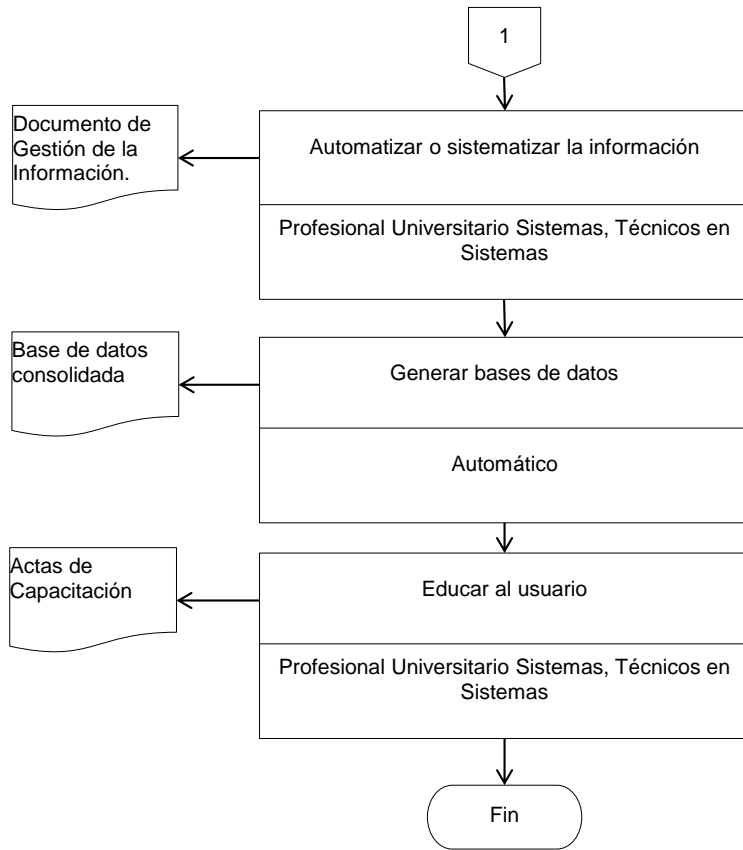 1
Documento de
Gestión de la
Información.
Automatizar o sistematizar la información
Profesional Universitario Sistemas, Técnicos en
Sistemas
Base de datos
consolidada
Generar bases de datos
Automático
Actas de
Capacitación
Educar al usuario
Profesional Universitario Sistemas, Técnicos en
Sistemas
Fin